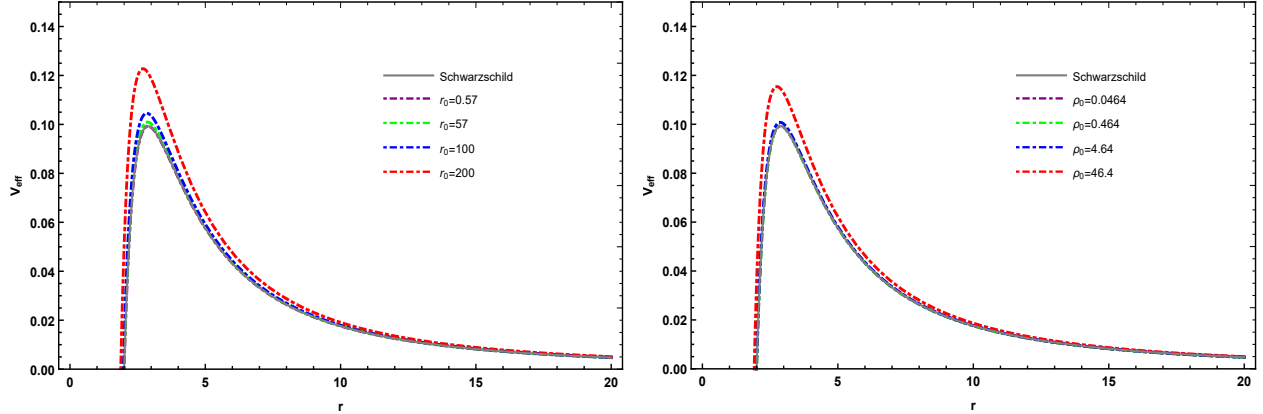 0.14
0.12
0.10
0.08
0.06
0.04
0.02
0.00
V_eff
0
5
10
15
20
r
Schwarzschild
r₀=0.57
r₀=57
r₀=100
r₀=200
0.14
0.12
0.10
0.08
0.06
0.04
0.02
0.00
V_eff
0
5
10
15
20
r
Schwarzschild
ρ₀=0.0464
ρ₀=0.464
ρ₀=4.64
ρ₀=46.4